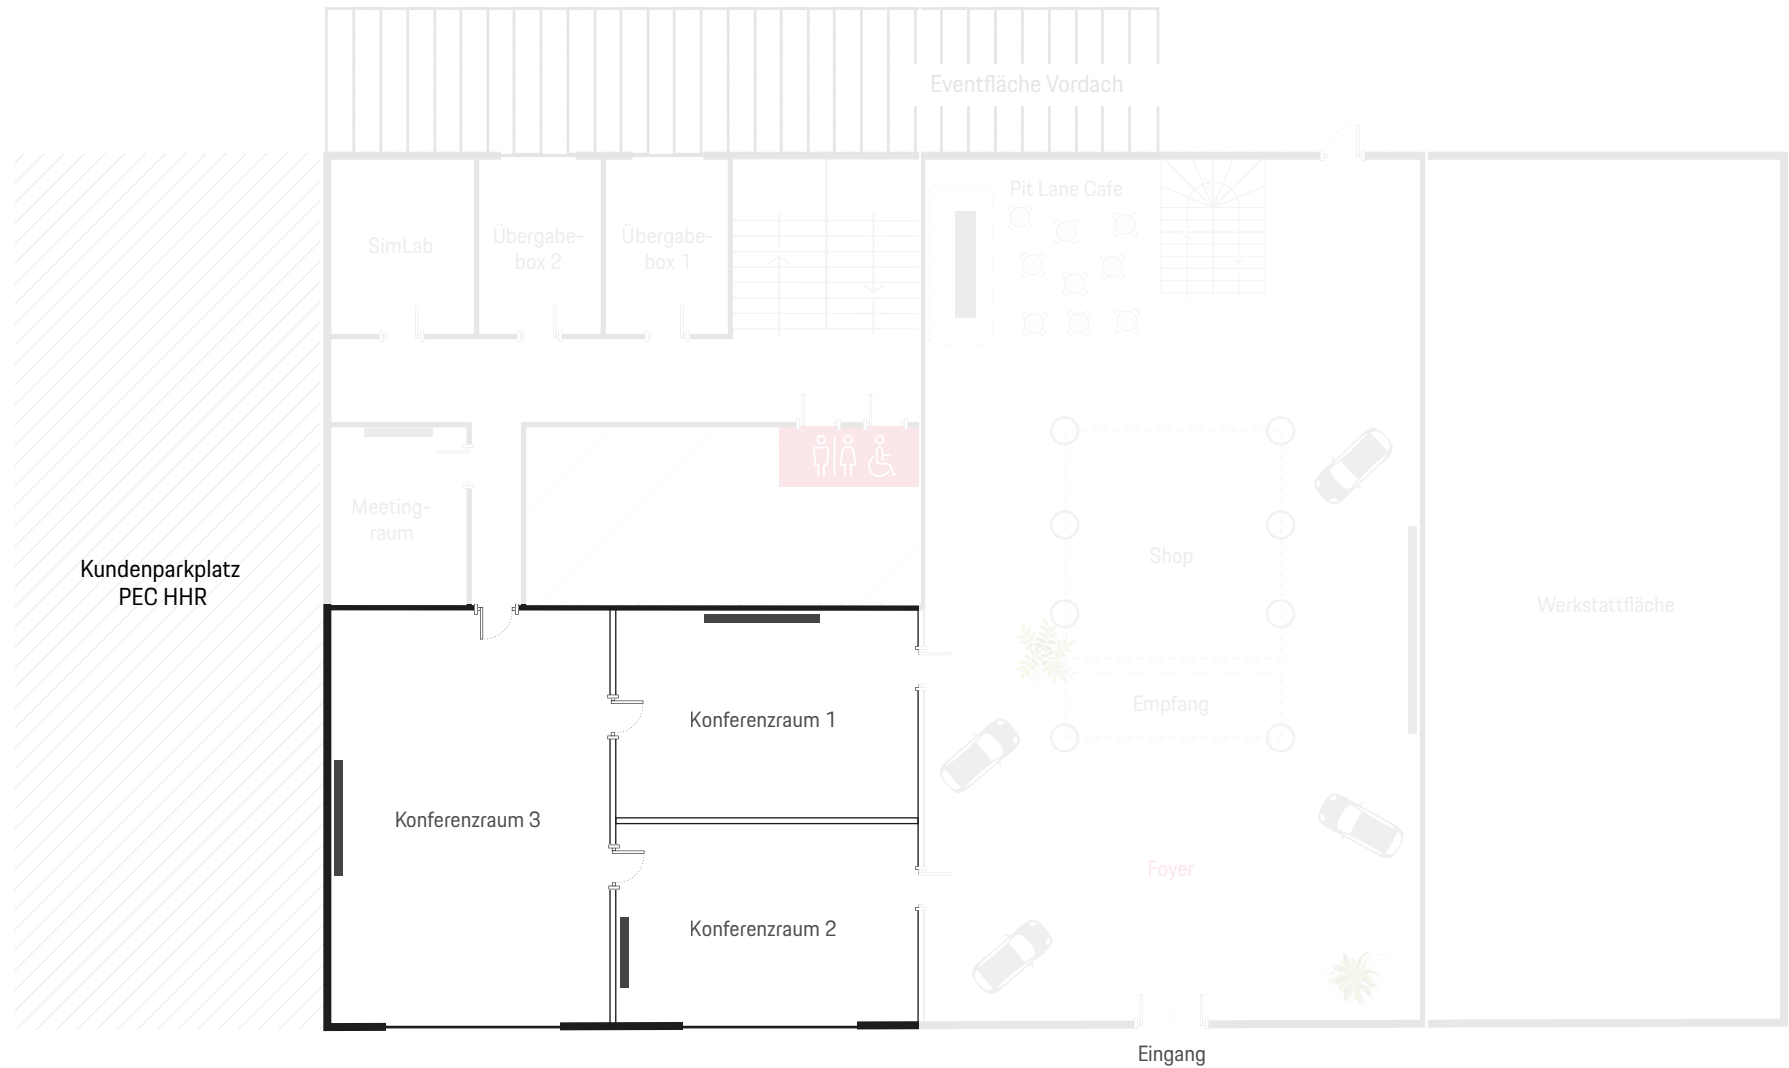 Eventfläche Vordach
Pit Lane Cafe
SimLab
Übergabe-
box 2
Übergabe-
box 1
Meeting-
raum
Kundenparkplatz
PEC HHR
Shop
Werkstattfläche
Empfang
Konferenzraum 1
Konferenzraum 3
Foyer
Konferenzraum 2
Eingang